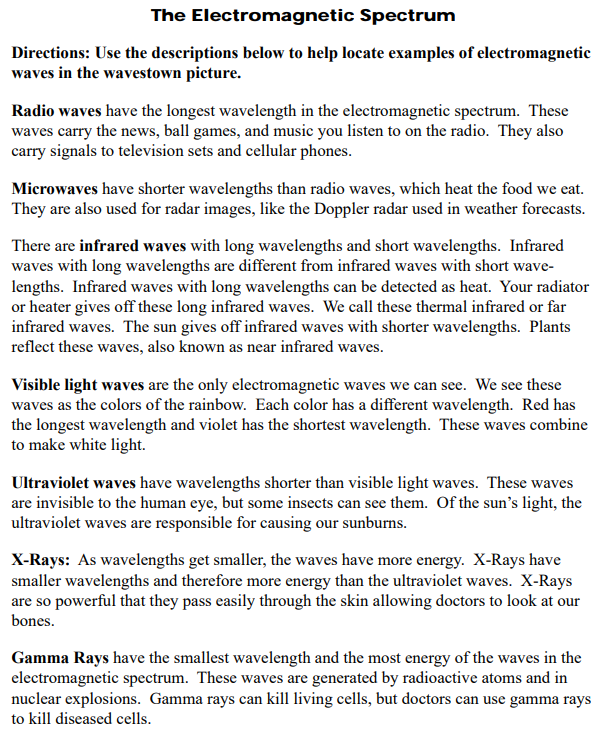 The Electromagnetic Spectrum
Directions: Use the descriptions below to help locate examples of electromagnetic
waves in the wavestown picture.
Radio waves have the longest wavelength in the electromagnetic spectrum.  These
waves carry the news, ball games, and music you listen to on the radio.  They also
carry signals to television sets and cellular phones.
Microwaves have shorter wavelengths than radio waves, which heat the food we eat.
They are also used for radar images, like the Doppler radar used in weather forecasts.
There are infrared waves with long wavelengths and short wavelengths.  Infrared
waves with long wavelengths are different from infrared waves with short wave-
lengths.  Infrared waves with long wavelengths can be detected as heat.  Your radiator
or heater gives off these long infrared waves.  We call these thermal infrared or far
infrared waves.  The sun gives off infrared waves with shorter wavelengths.  Plants
reflect these waves, also known as near infrared waves.
Visible light waves are the only electromagnetic waves we can see.  We see these
waves as the colors of the rainbow.  Each color has a different wavelength.  Red has
the longest wavelength and violet has the shortest wavelength.  These waves combine
to make white light.
Ultraviolet waves have wavelengths shorter than visible light waves.  These waves
are invisible to the human eye, but some insects can see them.  Of the sun's light, the
ultraviolet waves are responsible for causing our sunburns.
X-Rays:  As wavelengths get smaller, the waves have more energy.  X-Rays have
smaller wavelengths and therefore more energy than the ultraviolet waves.  X-Rays
are so powerful that they pass easily through the skin allowing doctors to look at our
bones.
Gamma Rays have the smallest wavelength and the most energy of the waves in the
electromagnetic spectrum.  These waves are generated by radioactive atoms and in
nuclear explosions.  Gamma rays can kill living cells, but doctors can use gamma rays
to kill diseased cells.